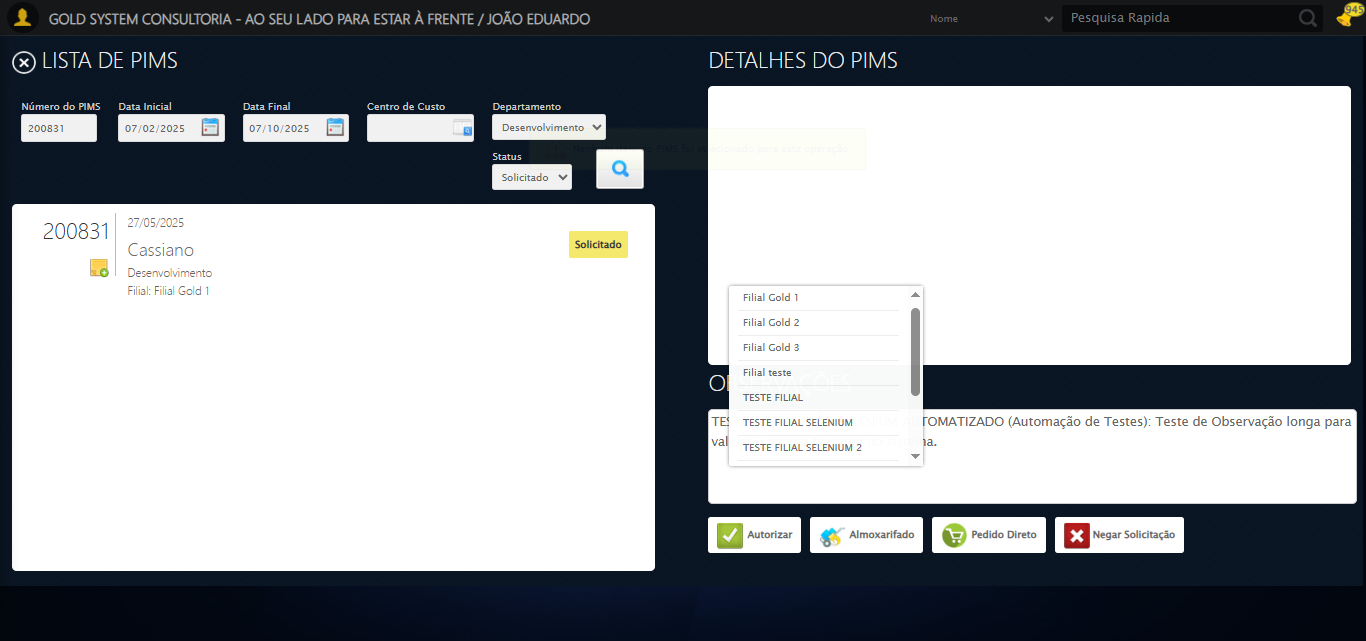 GOLD SYSTEM CONSULTORIA - AO SEU LADO PARA ESTAR À FRENTE / JOÃO EDUARDO
Nome
Pesquisa Rapida
945
LISTA DE PIMS
Número do PIMS
Data Inicial
Data Final
Centro de Custo
Departamento
200831
07/02/2025
07/10/2025
Desenvolvimento
Status
Solicitado
200831
27/05/2025
Cassiano
Desenvolvimento
Filial: Filial Gold 1
Solicitado
DETALHES DO PIMS
Filial Gold 1
Filial Gold 2
Filial Gold 3
Filial teste
TESTE FILIAL
TESTE FILIAL SELENIUM
TESTE FILIAL SELENIUM 2
AUTOMATIZADO (Automação de Testes): Teste de Observação longa para
Autorizar
Almoxarifado
Pedido Direto
Negar Solicitação